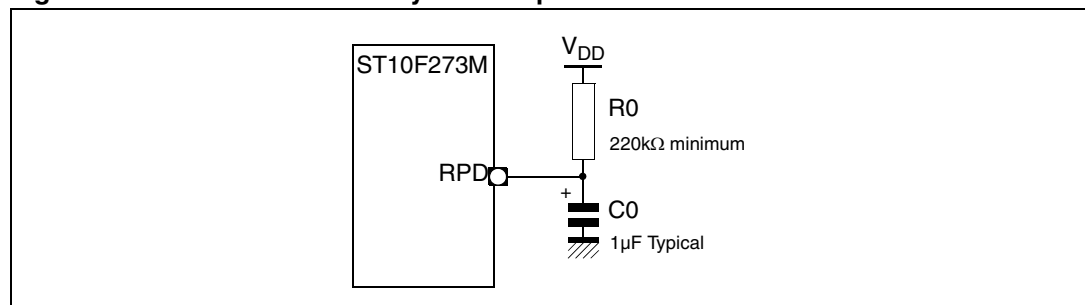 ST10F273M
VDD
R0
220kΩ minimum
RPD
+
C0
1µF Typical